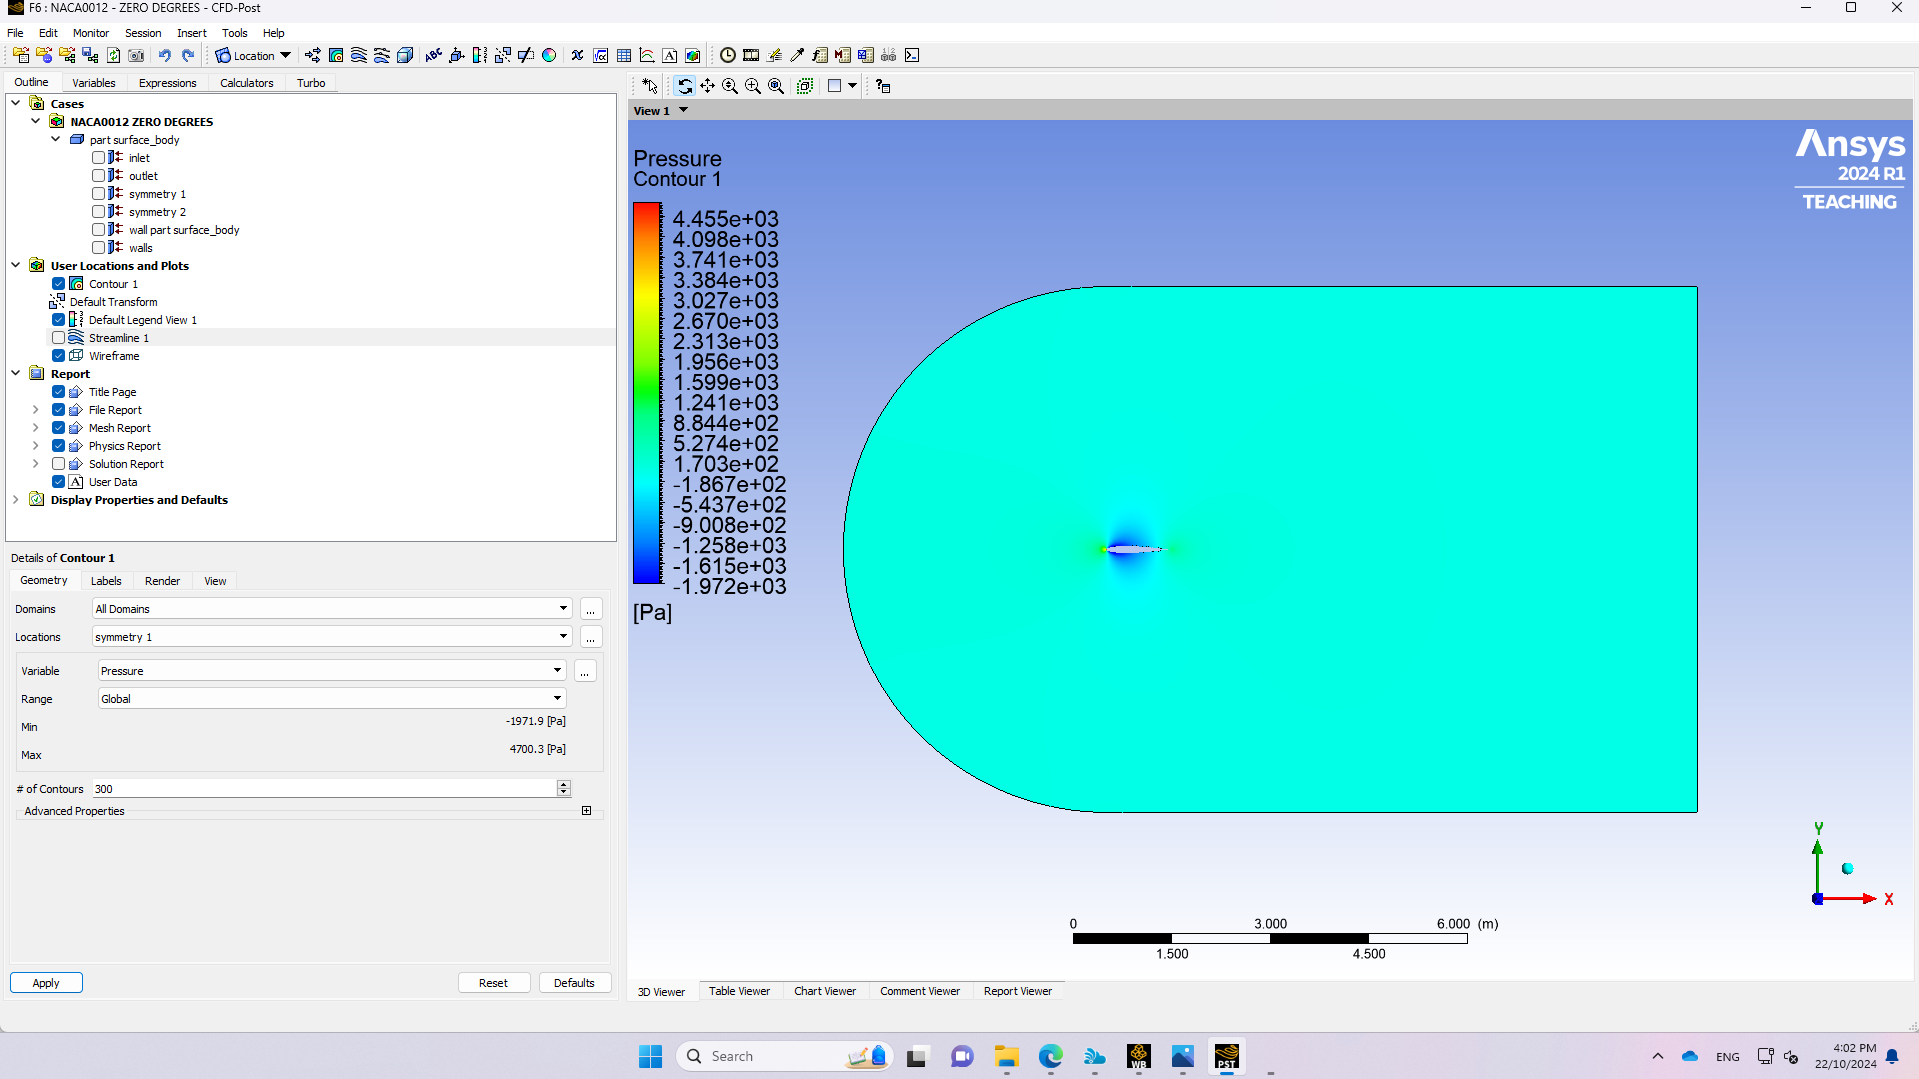 F6 : NACA0012 - ZERO DEGREES - CFD-Post
File Edit Monitor Session Insert Tools Help
Location
Outline Variables Expressions Calculators Turbo
Cases
NACA0012 ZERO DEGREES
part surface_body
inlet
outlet
symmetry 1
symmetry 2
wall part surface_body
walls
User Locations and Plots
Contour 1
Default Transform
Default Legend View 1
Streamline 1
Wireframe
Report
Title Page
File Report
Mesh Report
Physics Report
Solution Report
User Data
Display Properties and Defaults
Details of Contour 1
Geometry Labels Render View
Domains All Domains ...
Locations symmetry 1 ...
Variable Pressure ...
Range Global
Min -1971.9 [Pa]
Max 4700.3 [Pa]
# of Contours 300
Advanced Properties
Apply Reset Defaults
View 1
Pressure
Contour 1
4.455e+03
4.098e+03
3.741e+03
3.384e+03
3.027e+03
2.670e+03
2.313e+03
1.956e+03
1.599e+03
1.241e+03
8.844e+02
5.274e+02
1.703e+02
-1.867e+02
-5.437e+02
-9.008e+02
-1.258e+03
-1.615e+03
-1.972e+03
[Pa]
Ansys
2024 R1
TEACHING
Y
X
0 3.000 6.000 (m)
1.500 4.500
3D Viewer Table Viewer Chart Viewer Comment Viewer Report Viewer
Search
WB
PST
ENG
4:02 PM
22/10/2024